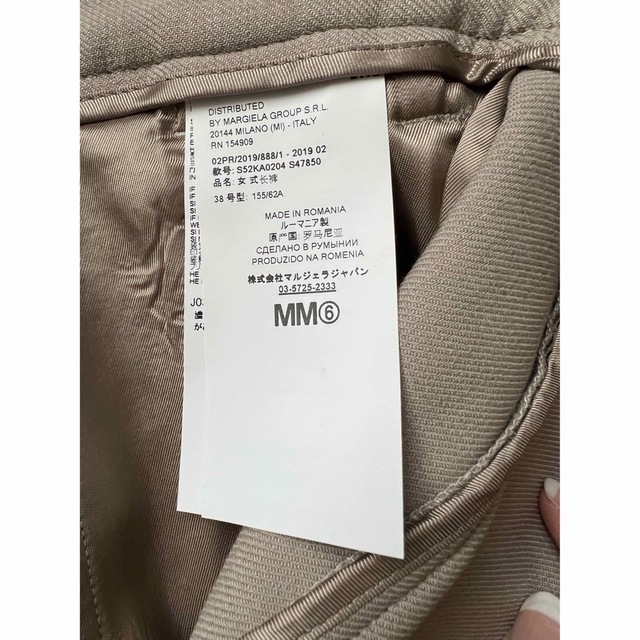 DISTRIBUTED
BY MARGIELA GROUP S.R.L.
20144 MILANO (MI) - ITALY
RN 154909
02PR/2019/888/1 - 2019 02
款号: S52KA0204 S47850
品名: 女式长裤
38 号型: 155/62A
MADE IN ROMANIA
ルーマニア製
原产国: 罗马尼亚
СДЕЛАНО В РУМЫНИИ
PRODUZIDO NA ROMENIA
株式会社マルジェラジャパン
03-5725-2333
MM⑥